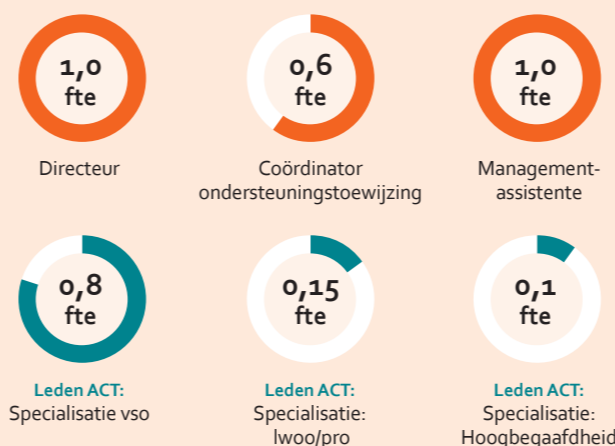 1,0
fte
Directeur
0,6
fte
Coördinator
ondersteuningstoewijzing
1,0
fte
Management-
assistente
0,8
fte
Leden ACT:
Specialisatie vso
0,15
fte
Leden ACT:
Specialisatie:
lwoo/pro
0,1
fte
Leden ACT:
Specialisatie:
Hoogbegaafdheid